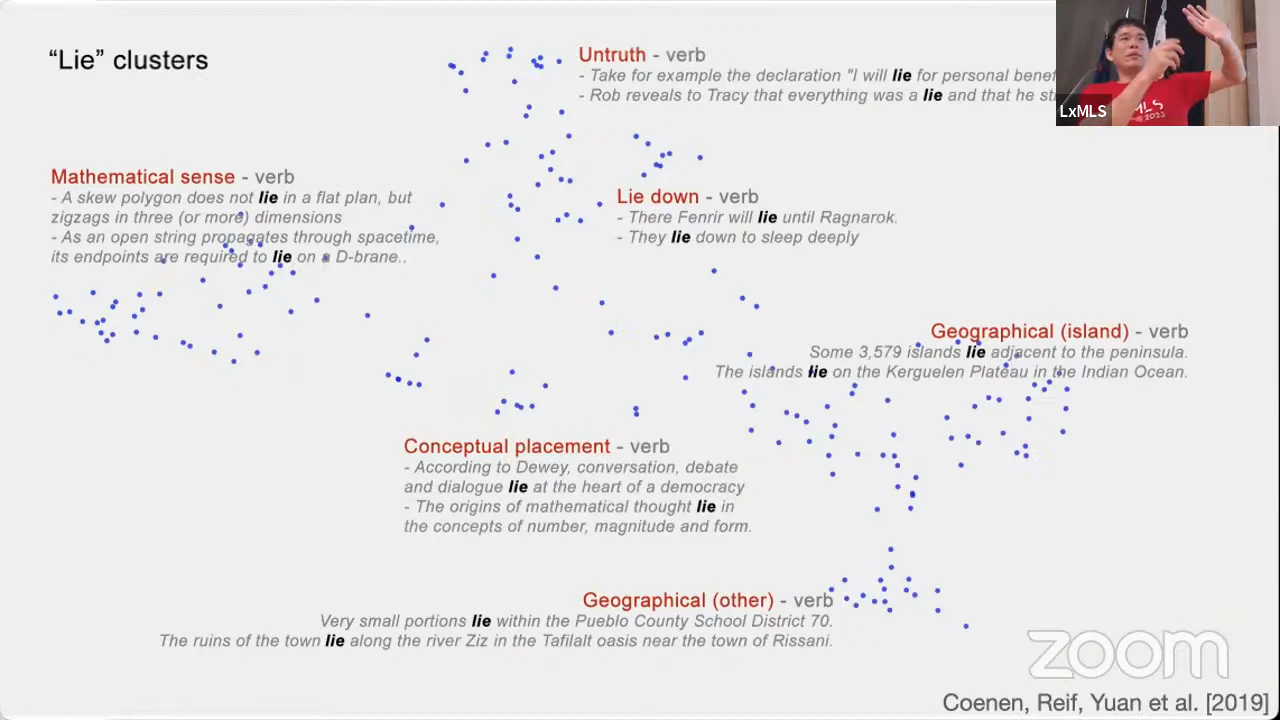 “Lie” clusters
Untruth - verb
- Take for example the declaration "I will lie for personal benef
- Rob reveals to Tracy that everything was a lie and that he st
LxMLS
Mathematical sense - verb
- A skew polygon does not lie in a flat plan, but
zigzags in three (or more) dimensions
- As an open string propagates through spacetime,
its endpoints are required to lie on a D-brane..
Lie down - verb
- There Fenrir will lie until Ragnarok.
- They lie down to sleep deeply
Geographical (island) - verb
Some 3,579 islands lie adjacent to the peninsula.
The islands lie on the Kerguelen Plateau in the Indian Ocean.
Conceptual placement - verb
- According to Dewey, conversation, debate
and dialogue lie at the heart of a democracy
- The origins of mathematical thought lie in
the concepts of number, magnitude and form.
Geographical (other) - verb
Very small portions lie within the Pueblo County School District 70.
The ruins of the town lie along the river Ziz in the Tafilalt oasis near the town of Rissani.
zoom
Coenen, Reif, Yuan et al. [2019]